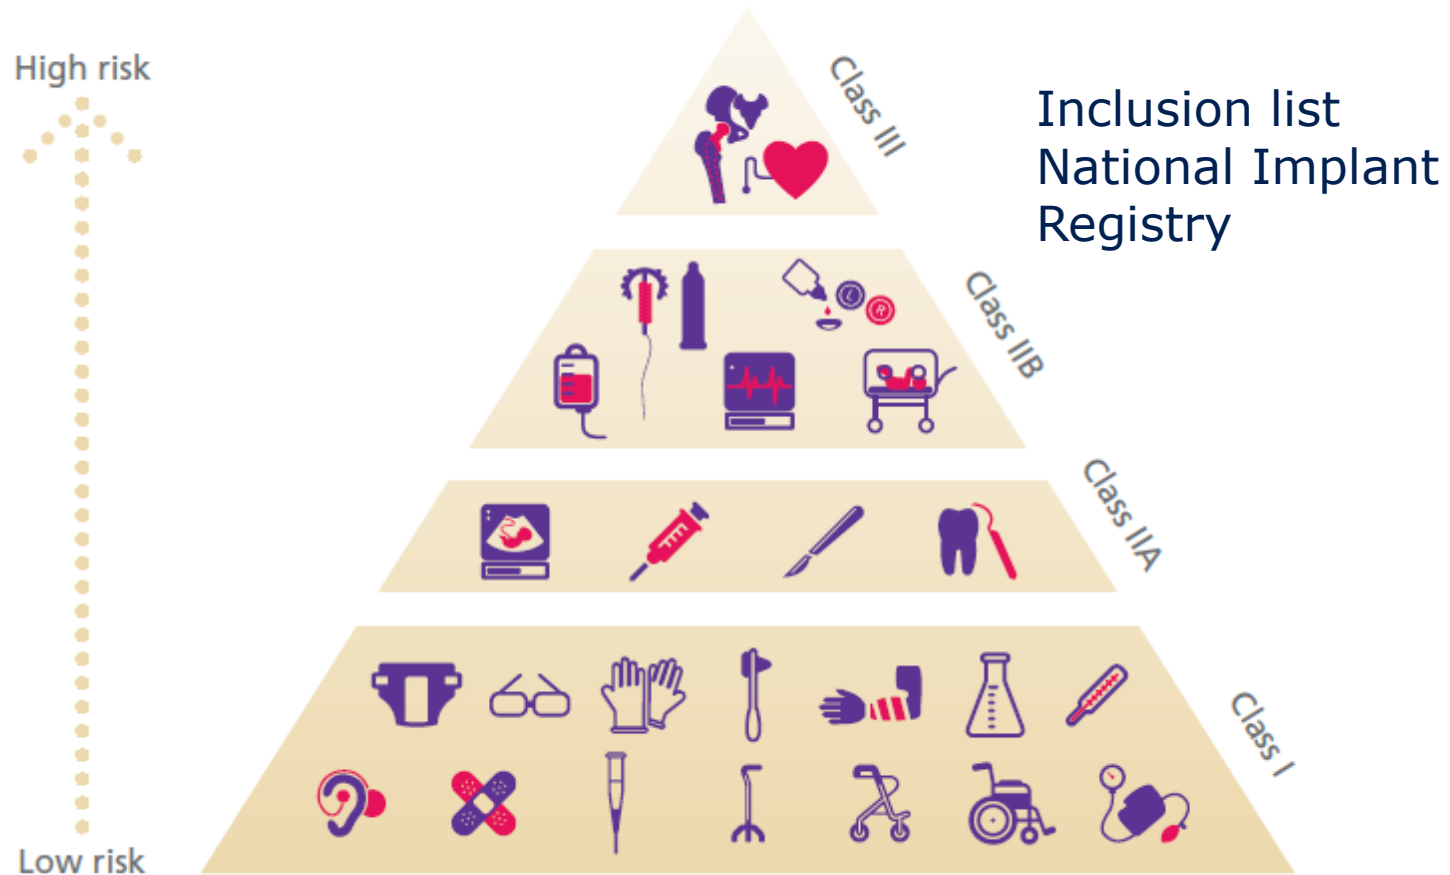 High risk
Class III
Inclusion list
National Implant
Registry
Class IIB
L
R
Class IIA
Class I
Low risk